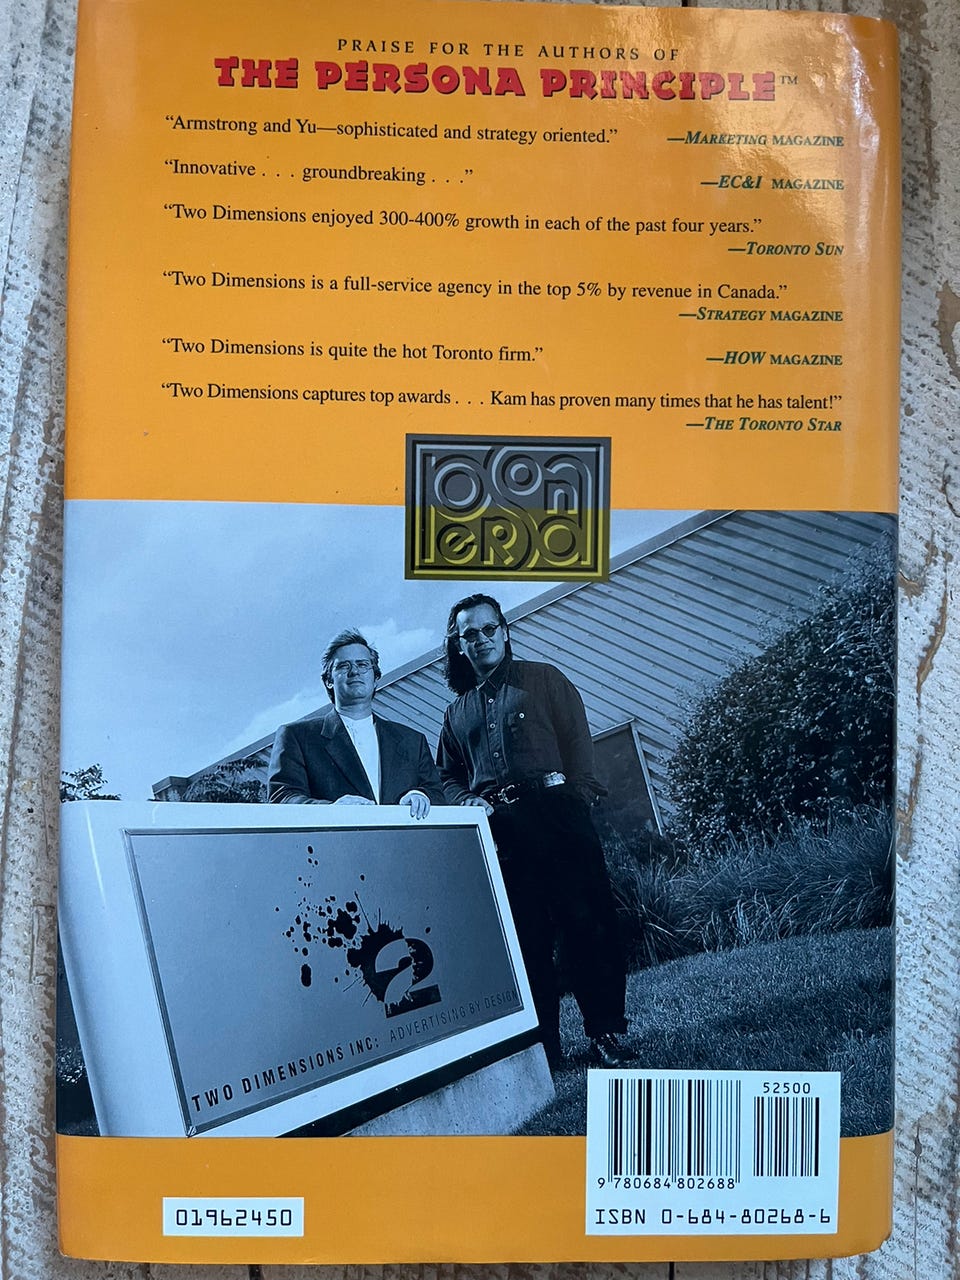 PRAISE FOR THE AUTHORS OF
THE PERSONA PRINCIPLE™
“Armstrong and Yu—sophisticated and strategy oriented.” —MARKETING MAGAZINE
“Innovative . . . groundbreaking . . .”
—EC&I MAGAZINE
“Two Dimensions enjoyed 300-400% growth in each of the past four years.”
—TORONTO SUN
“Two Dimensions is a full-service agency in the top 5% by revenue in Canada.”
—STRATEGY MAGAZINE
“Two Dimensions is quite the hot Toronto firm.” —HOW MAGAZINE
“Two Dimensions captures top awards . . . Kam has proven many times that he has talent!”
—THE TORONTO STAR
persona
2
TWO DIMENSIONS INC: ADVERTISING BY DESIGN
52500
9 780684 802688
ISBN 0-684-80268-6
01962450